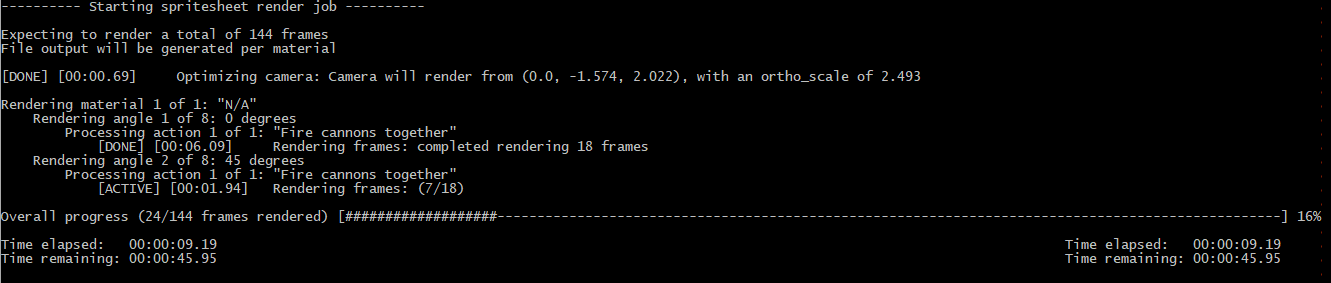 ---------- Starting spritesheet render job ----------
Expecting to render a total of 144 frames
File output will be generated per material
[DONE] [00:00.69]     Optimizing camera: Camera will render from (0.0, -1.574, 2.022), with an ortho_scale of 2.493
Rendering material 1 of 1: "N/A"
    Rendering angle 1 of 8: 0 degrees
        Processing action 1 of 1: "Fire cannons together"
            [DONE] [00:06.09]     Rendering frames: completed rendering 18 frames
    Rendering angle 2 of 8: 45 degrees
        Processing action 1 of 1: "Fire cannons together"
            [ACTIVE] [00:01.94]   Rendering frames: (7/18)
Overall progress (24/144 frames rendered) [###################--------------------------------------------------------------------------------------------------] 16%
Time elapsed:   00:00:09.19    Time elapsed:   00:00:09.19
Time remaining: 00:00:45.95    Time remaining: 00:00:45.95